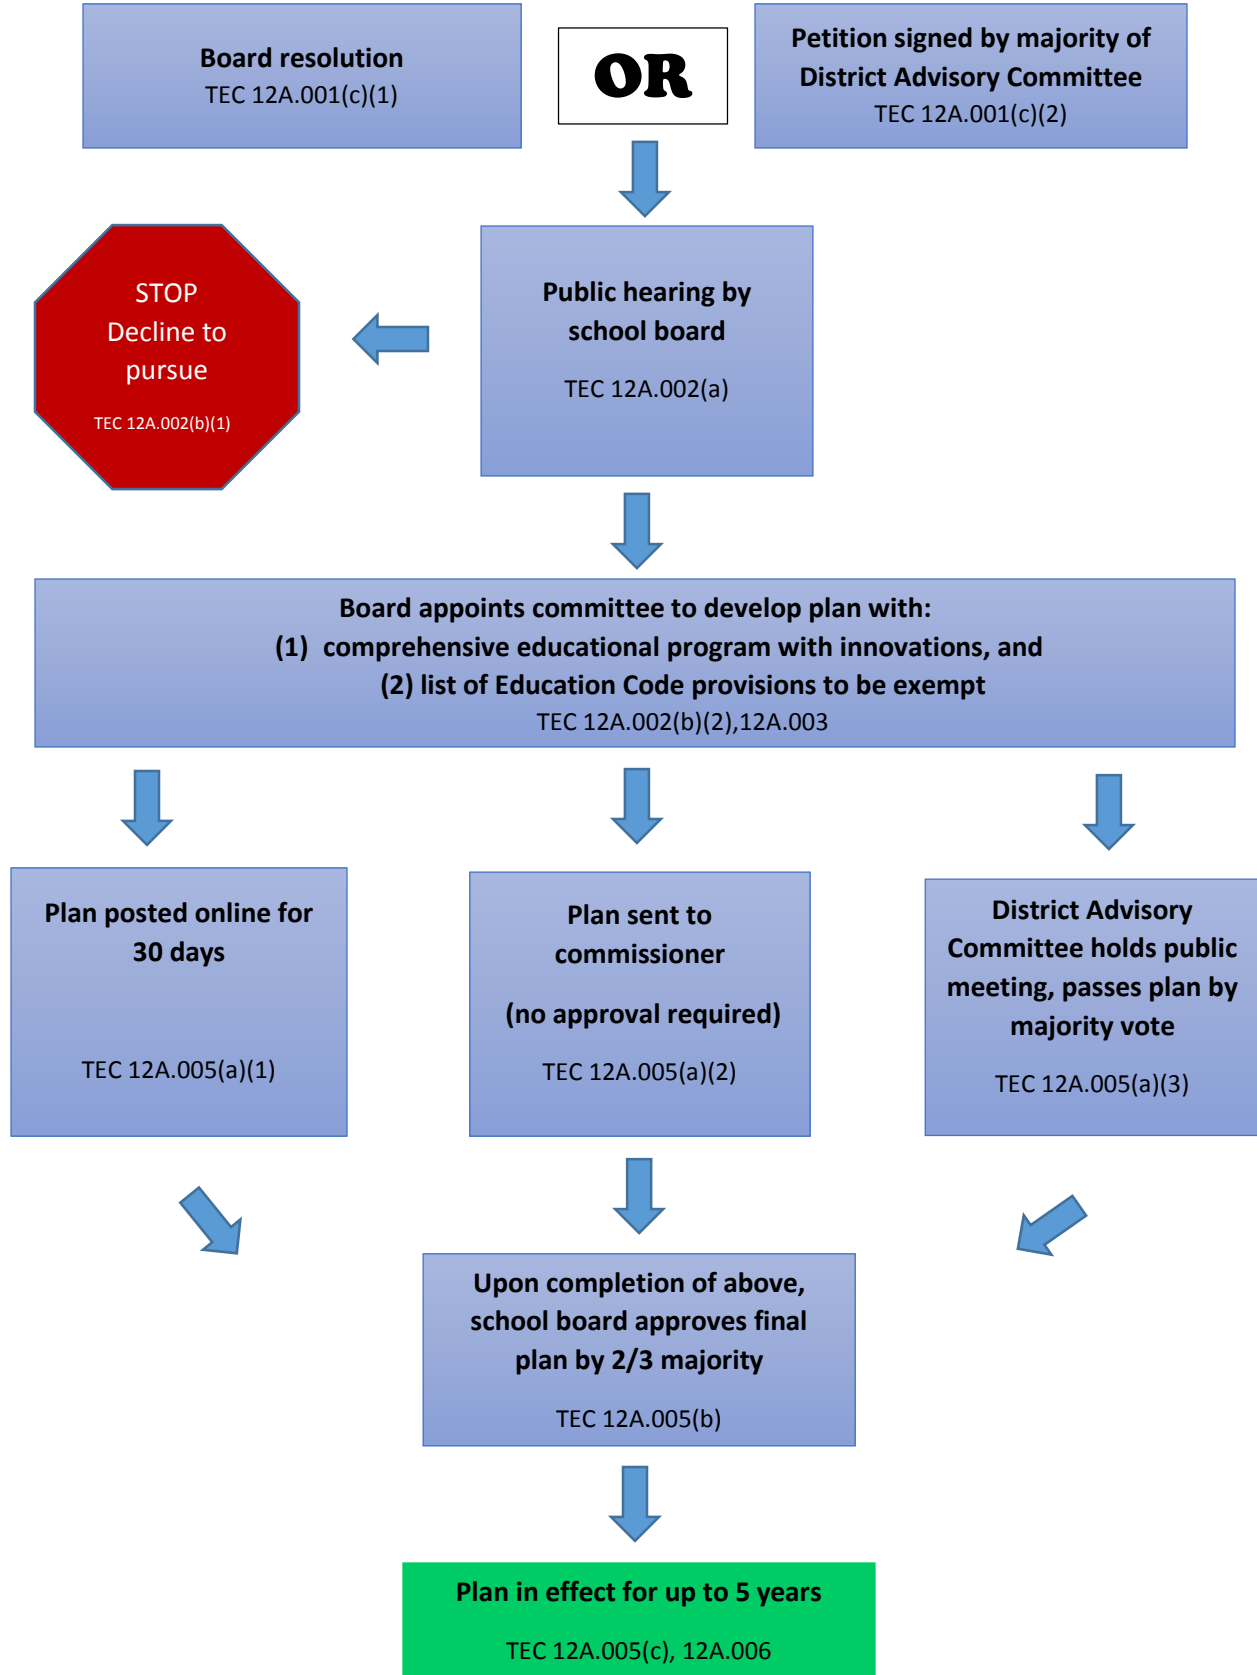 Board resolution
TEC 12A.001(c)(1)
OR
Petition signed by majority of
District Advisory Committee
TEC 12A.001(c)(2)
STOP
Decline to
pursue
TEC 12A.002(b)(1)
Public hearing by
school board
TEC 12A.002(a)
Board appoints committee to develop plan with:
(1) comprehensive educational program with innovations, and
(2) list of Education Code provisions to be exempt
TEC 12A.002(b)(2),12A.003
Plan posted online for
30 days
TEC 12A.005(a)(1)
Plan sent to
commissioner
(no approval required)
TEC 12A.005(a)(2)
District Advisory
Committee holds public
meeting, passes plan by
majority vote
TEC 12A.005(a)(3)
Upon completion of above,
school board approves final
plan by 2/3 majority
TEC 12A.005(b)
Plan in effect for up to 5 years
TEC 12A.005(c), 12A.006